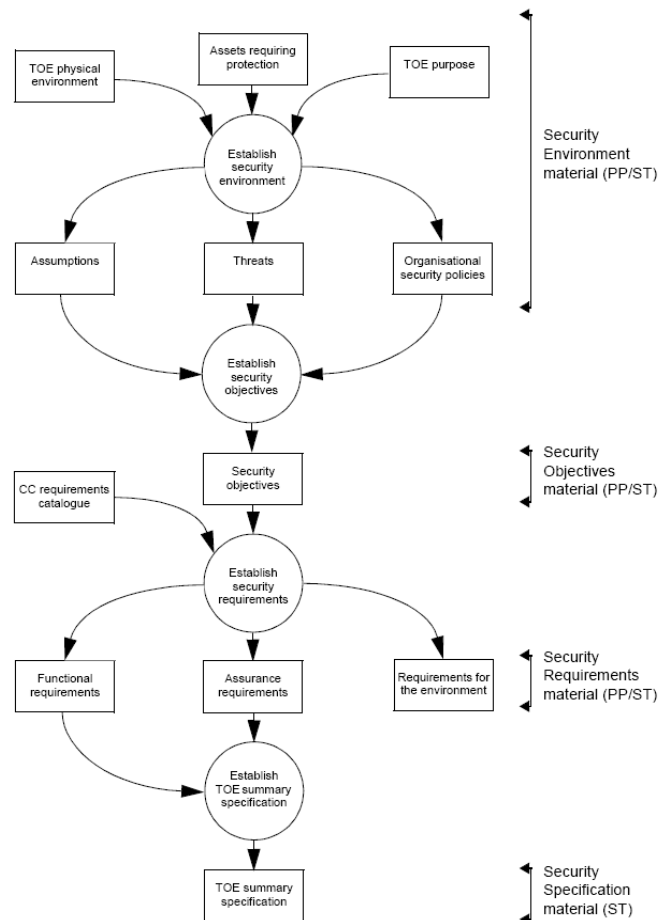 TOE physical
environment
Assets requiring
protection
TOE purpose
Establish
security
environment
Security
Environment
material (PP/ST)
Assumptions
Threats
Organisational
security policies
Establish
security
objectives
Security
objectives
Security
Objectives
material (PP/ST)
CC requirements
catalogue
Establish
security
requirements
Functional
requirements
Assurance
requirements
Requirements for
the environment
Security
Requirements
material (PP/ST)
Establish
TOE summary
specification
TOE summary
specification
Security
Specification
material (ST)